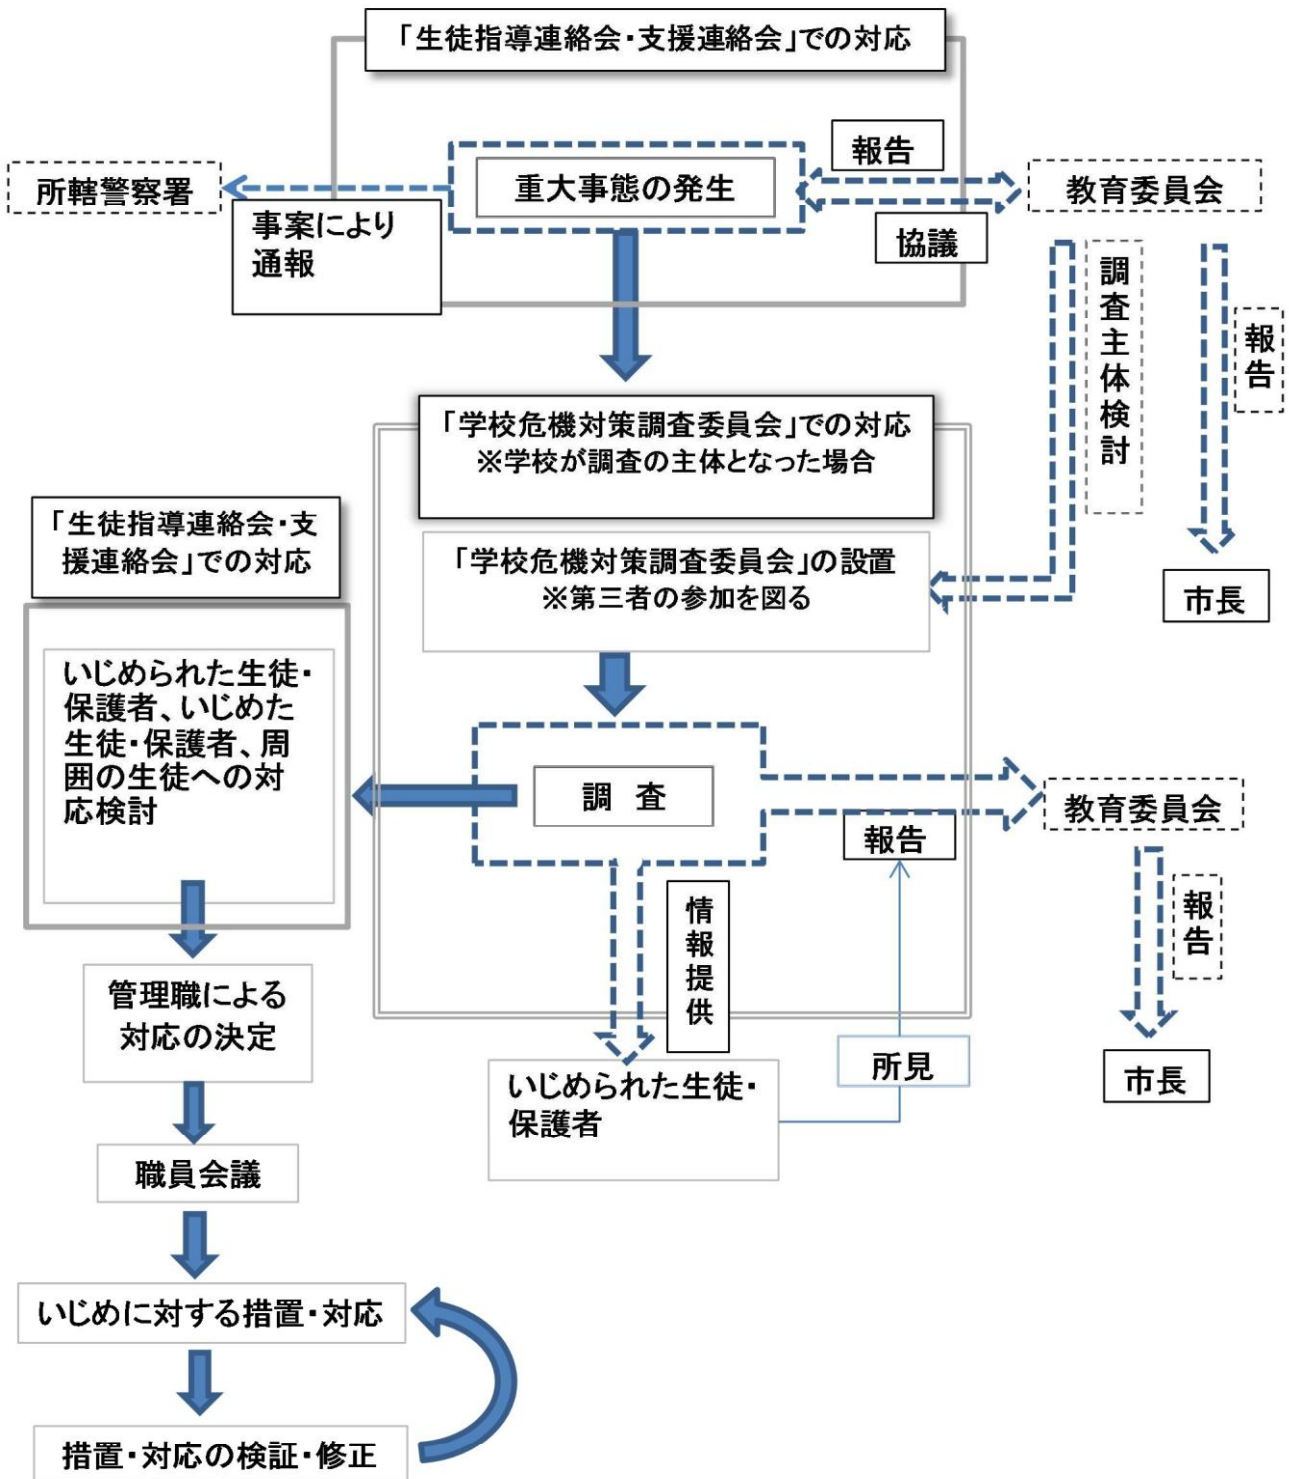 「生徒指導連絡会・支援連絡会」での対応
報告
所轄警察署
重大事態の発生
教育委員会
事案により
通報
協議
調査主体検討
報告
「学校危機対策調査委員会」での対応
※学校が調査の主体となった場合
「生徒指導連絡会・支
援連絡会」での対応
「学校危機対策調査委員会」の設置
※第三者の参加を図る
市長
いじめられた生徒・
保護者、いじめた
生徒・保護者、周
囲の生徒への対
応検討
調 査
教育委員会
報告
情報提供
報告
管理職による
対応の決定
所見
市長
いじめられた生徒・
保護者
職員会議
いじめに対する措置・対応
措置・対応の検証・修正